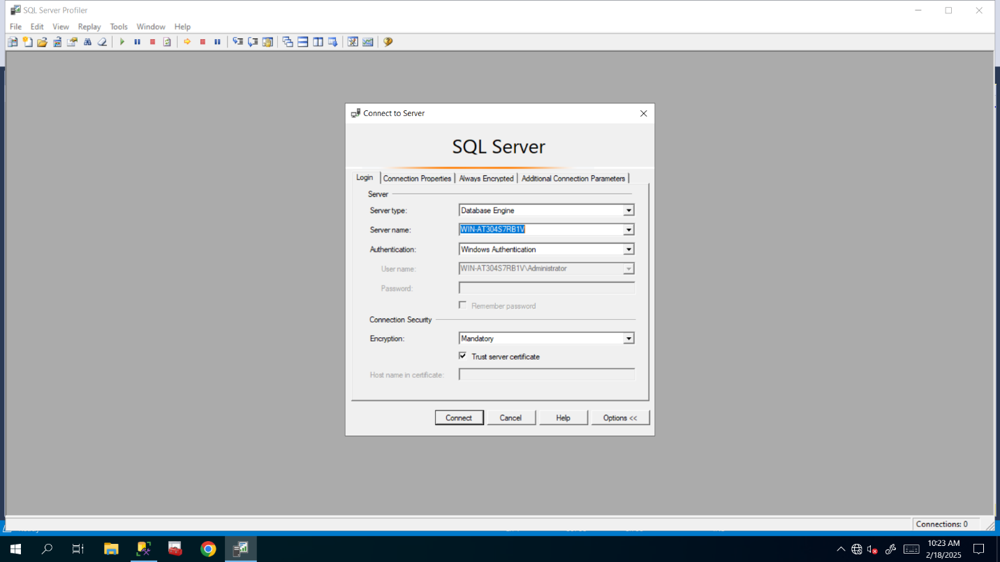 SQL Server Profiler
File Edit View Replay Tools Window Help
Connect to Server
SQL Server
Login Connection Properties Always Encrypted Additional Connection Parameters
Server
Server type: Database Engine
Server name: WIN-AT304S7RB1V
Authentication: Windows Authentication
User name: WIN-AT304S7RB1V\Administrator
Password:
Remember password
Connection Security
Encryption: Mandatory
Trust server certificate
Host name in certificate:
Connect Cancel Help Options <<
Connections: 0
10:23 AM
2/18/2025